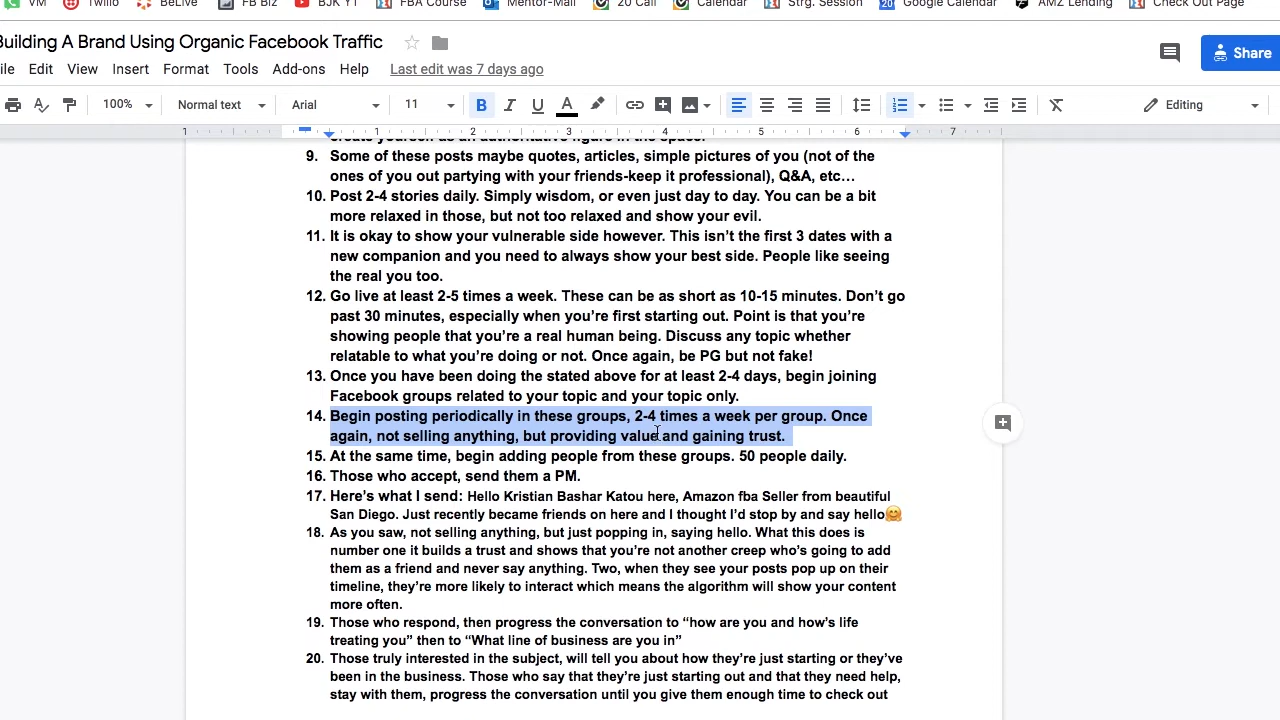 VM Twilio BeLive FB Biz BJK YT FBA Course Mentor-Mail 20 Call Calendar Strg. Session Google Calendar AMZ Lending Check Out Page
Building A Brand Using Organic Facebook Traffic
Share
ile Edit View Insert Format Tools Add-ons Help Last edit was 7 days ago
100% Normal text Arial 11 B I U A Editing
1 1 2 3 4 5 6 7
create yourself as an authoritative figure in the space.
9. Some of these posts maybe quotes, articles, simple pictures of you (not of the
ones of you out partying with your friends-keep it professional), Q&A, etc…
10. Post 2-4 stories daily. Simply wisdom, or even just day to day. You can be a bit
more relaxed in those, but not too relaxed and show your evil.
11. It is okay to show your vulnerable side however. This isn’t the first 3 dates with a
new companion and you need to always show your best side. People like seeing
the real you too.
12. Go live at least 2-5 times a week. These can be as short as 10-15 minutes. Don’t go
past 30 minutes, especially when you’re first starting out. Point is that you’re
showing people that you’re a real human being. Discuss any topic whether
relatable to what you’re doing or not. Once again, be PG but not fake!
13. Once you have been doing the stated above for at least 2-4 days, begin joining
Facebook groups related to your topic and your topic only.
14. Begin posting periodically in these groups, 2-4 times a week per group. Once
again, not selling anything, but providing value and gaining trust.
15. At the same time, begin adding people from these groups. 50 people daily.
16. Those who accept, send them a PM.
17. Here’s what I send: Hello Kristian Bashar Katou here, Amazon fba Seller from beautiful
San Diego. Just recently became friends on here and I thought I’d stop by and say hello🤗
18. As you saw, not selling anything, but just popping in, saying hello. What this does is
number one it builds a trust and shows that you’re not another creep who’s going to add
them as a friend and never say anything. Two, when they see your posts pop up on their
timeline, they’re more likely to interact which means the algorithm will show your content
more often.
19. Those who respond, then progress the conversation to “how are you and how’s life
treating you” then to “What line of business are you in”
20. Those truly interested in the subject, will tell you about how they’re just starting or they’ve
been in the business. Those who say that they’re just starting out and that they need help,
stay with them, progress the conversation until you give them enough time to check out